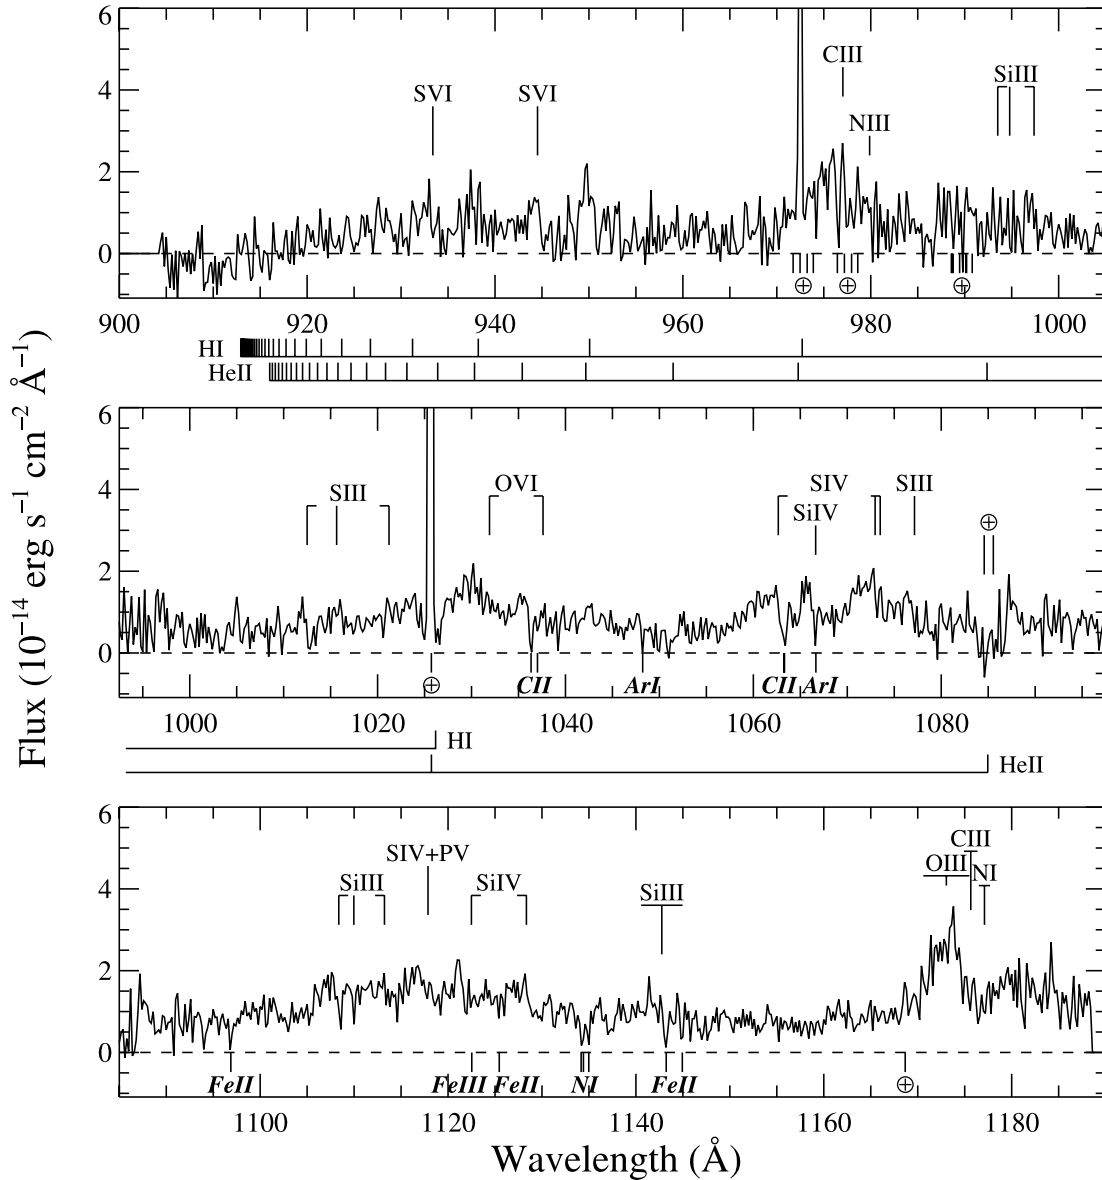 6
CIII
4
SiIII
SVI
SVI
NIII
2
0
⊕ ⊕ ⊕
900 920 940 960 980 1000
HI
HeII
Flux (10−14 erg s−1 cm−2 Å−1)
6
4
SIII
OVI
SIV
SIII
SiIV
⊕
2
0
⊕
CII
ArI
CII
ArI
1000 1020 1040 1060 1080
HI
HeII
6
CIII
SIV+PV
OIII
NI
4
SiIII
SiIV
SiIII
2
0
FeII
FeIII
FeII
NI
FeII
⊕
1100 1120 1140 1160 1180
Wavelength (Å)